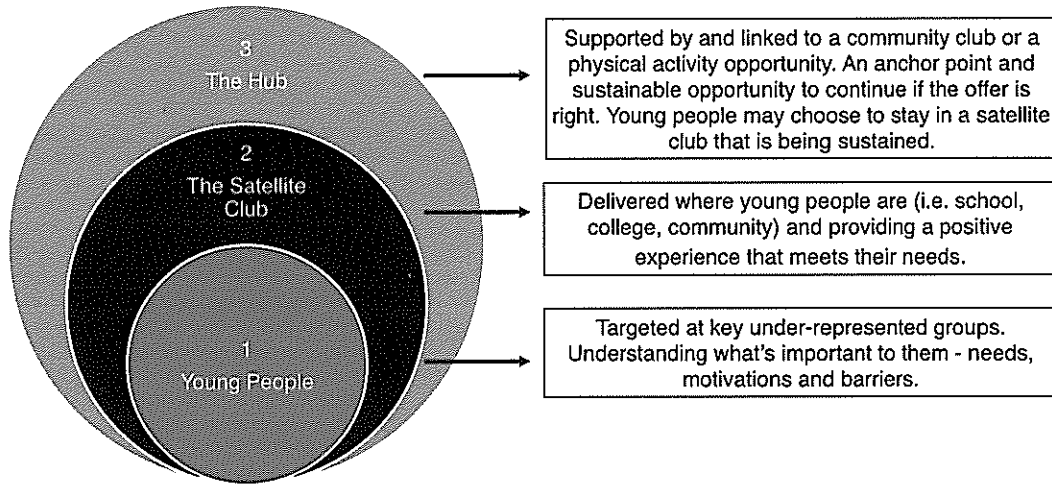 3
The Hub
Supported by and linked to a community club or a
physical activity opportunity. An anchor point and
sustainable opportunity to continue if the offer is
right. Young people may choose to stay in a satellite
club that is being sustained.
2
The Satellite
Club
Delivered where young people are (i.e. school,
college, community) and providing a positive
experience that meets their needs.
1
Young People
Targeted at key under-represented groups.
Understanding what's important to them - needs,
motivations and barriers.